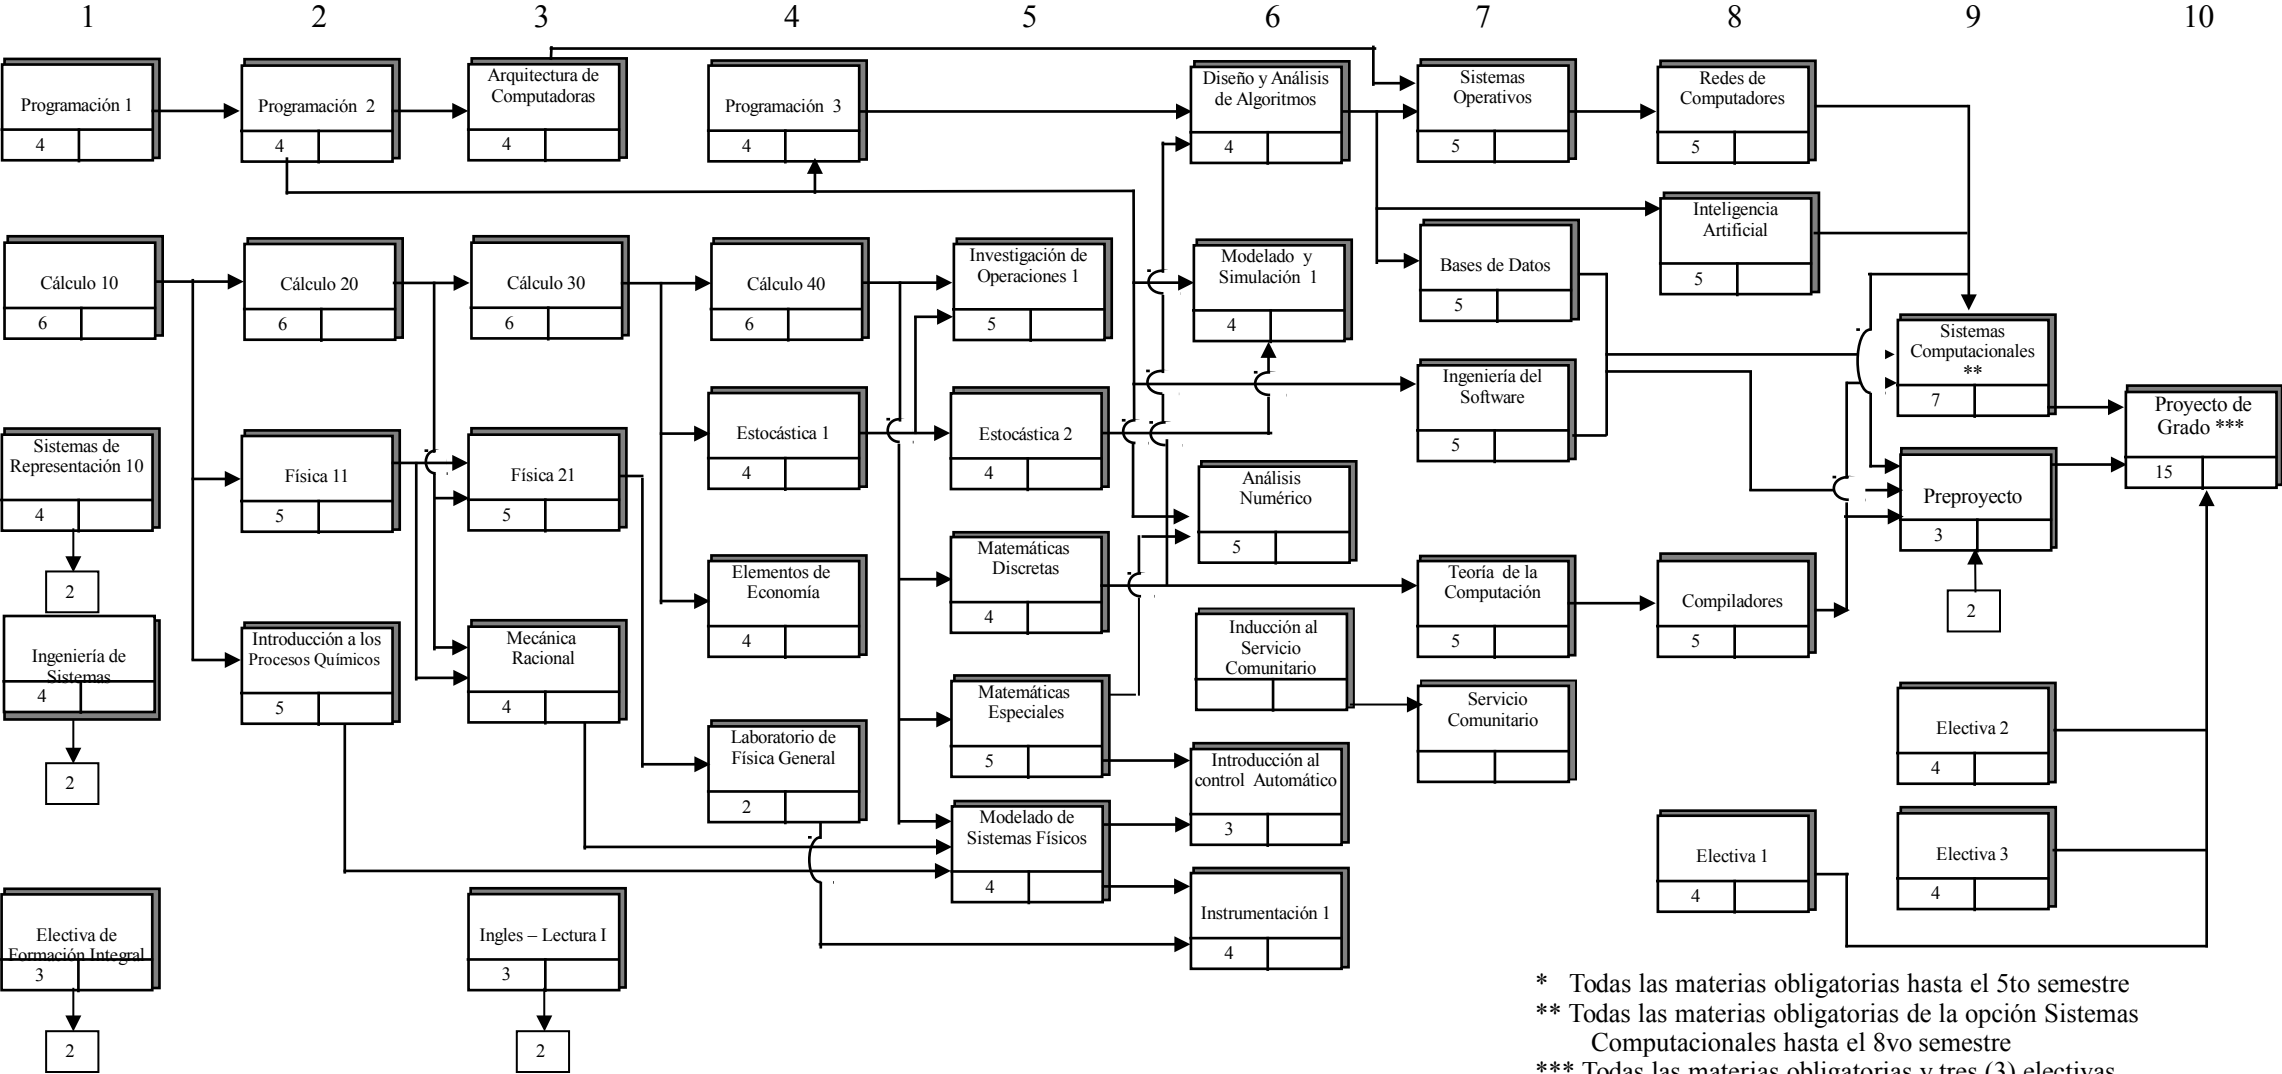 1 2 3 4 5 6 7 8 9 10
Programación 1
4
Programación 2
4
Arquitectura de
Computadoras
4
Programación 3
4
Diseño y Análisis
de Algoritmos
4
Sistemas
Operativos
5
Redes de
Computadores
5
Inteligencia
Artificial
5
Cálculo 10
6
Cálculo 20
6
Cálculo 30
6
Cálculo 40
6
Investigación de
Operaciones 1
5
Modelado y
Simulación 1
4
Bases de Datos
5
Sistemas
Computacionales
**
7
Ingeniería del
Software
5
Proyecto de
Grado ***
15
Sistemas de
Representación 10
4
2
Física 11
5
Física 21
5
Estocástica 1
4
Estocástica 2
4
Análisis
Numérico
5
Preproyecto
3
2
Elementos de
Economía
4
Matemáticas
Discretas
4
Teoría de la
Computación
5
Compiladores
5
Ingeniería de
Sistemas
4
2
Introducción a los
Procesos Químicos
5
Mecánica
Racional
4
Inducción al
Servicio
Comunitario
Servicio
Comunitario
Matemáticas
Especiales
5
Electiva 2
4
Laboratorio de
Física General
2
Introducción al
control Automático
3
Modelado de
Sistemas Físicos
4
Electiva 1
4
Electiva 3
4
Instrumentación 1
4
Electiva de
Formación Integral
3
2
Ingles – Lectura I
3
2
* Todas las materias obligatorias hasta el 5to semestre
** Todas las materias obligatorias de la opción Sistemas
Computacionales hasta el 8vo semestre
*** Todas las materias obligatorias y tres (3) electivas